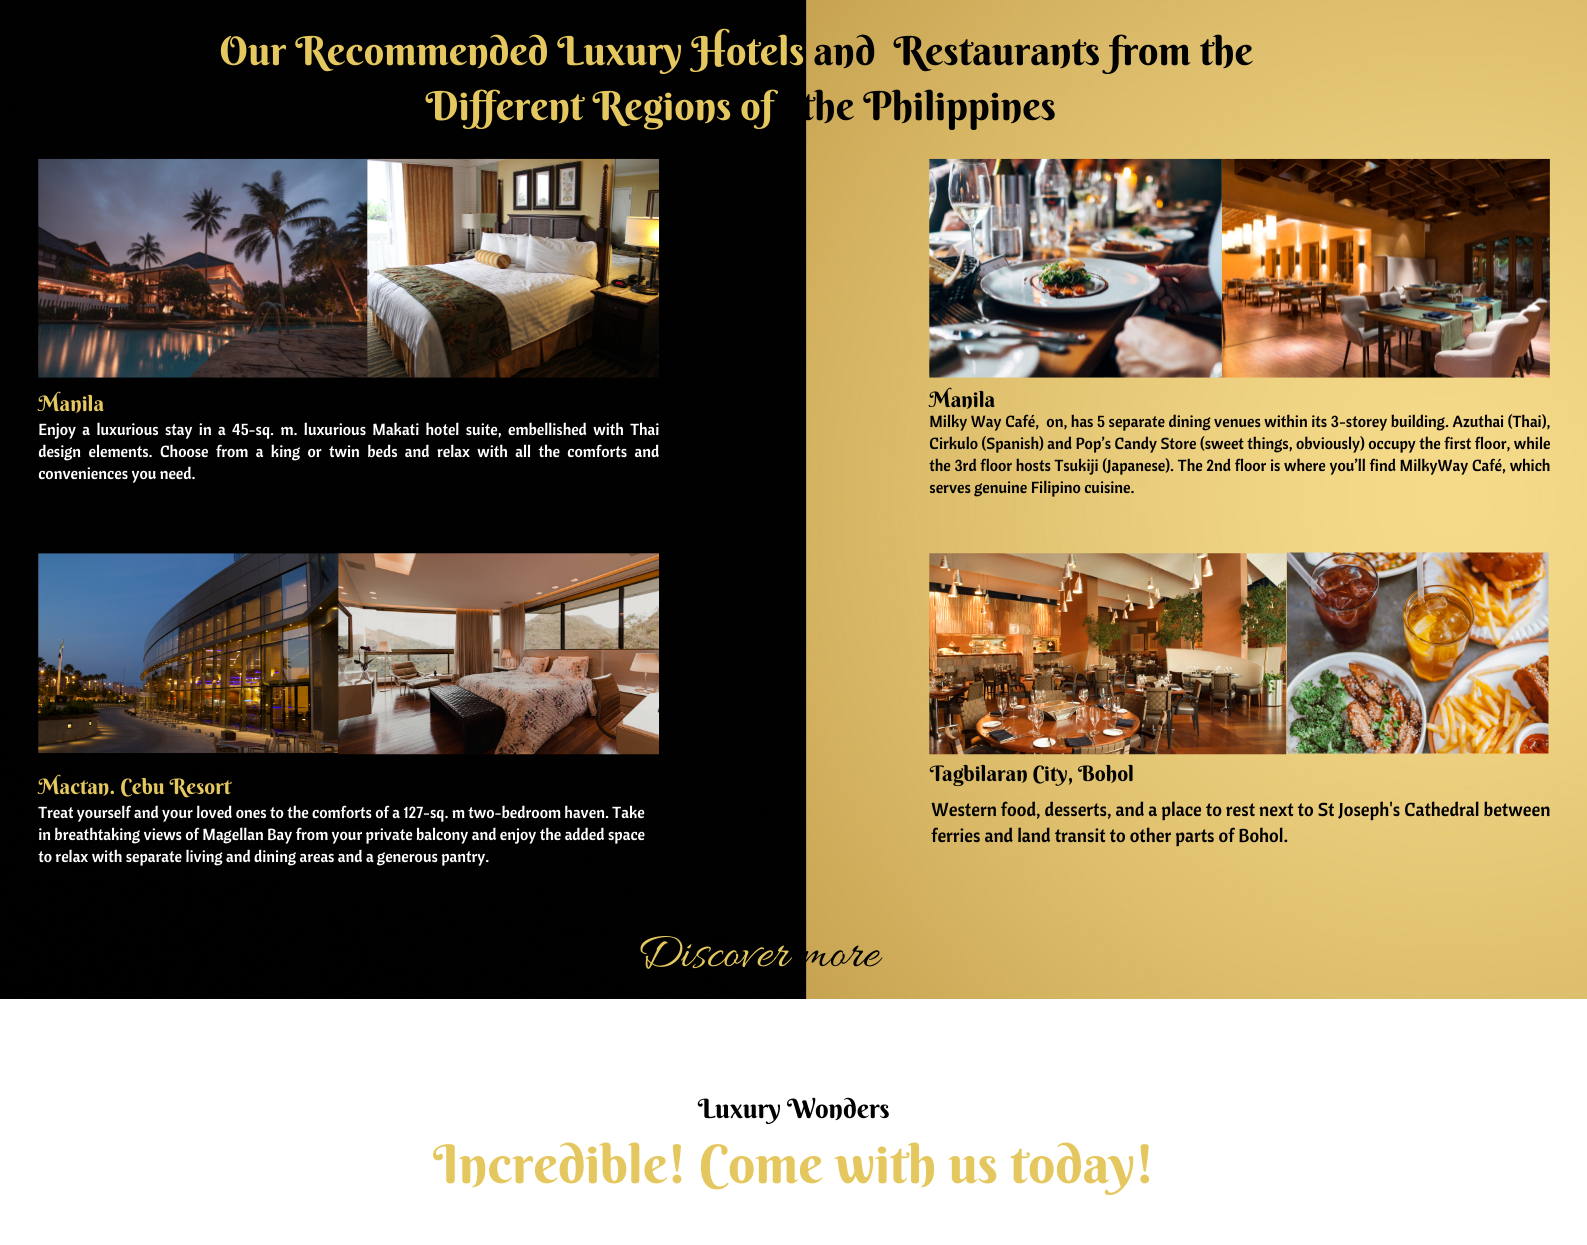 Our Recommended Luxury Hotels and Restaurants from the
Different Regions of the Philippines
Manila
Enjoy a luxurious stay in a 45-sq. m. luxurious Makati hotel suite, embellished with Thai
design elements. Choose from a king or twin beds and relax with all the comforts and
conveniences you need.
Mactan. Cebu Resort
Treat yourself and your loved ones to the comforts of a 127-sq. m two-bedroom haven. Take
in breathtaking views of Magellan Bay from your private balcony and enjoy the added space
to relax with separate living and dining areas and a generous pantry.
Manila
Milky Way Café, on, has 5 separate dining venues within its 3-storey building. Azuthai (Thai),
Cirkulo (Spanish) and Pop’s Candy Store (sweet things, obviously) occupy the first floor, while
the 3rd floor hosts Tsukiji (Japanese). The 2nd floor is where you’ll find MilkyWay Café, which
serves genuine Filipino cuisine.
Tagbilaran City, Bohol
Western food, desserts, and a place to rest next to St Joseph's Cathedral between
ferries and land transit to other parts of Bohol.
Discover more
Luxury Wonders
Incredible! Come with us today!